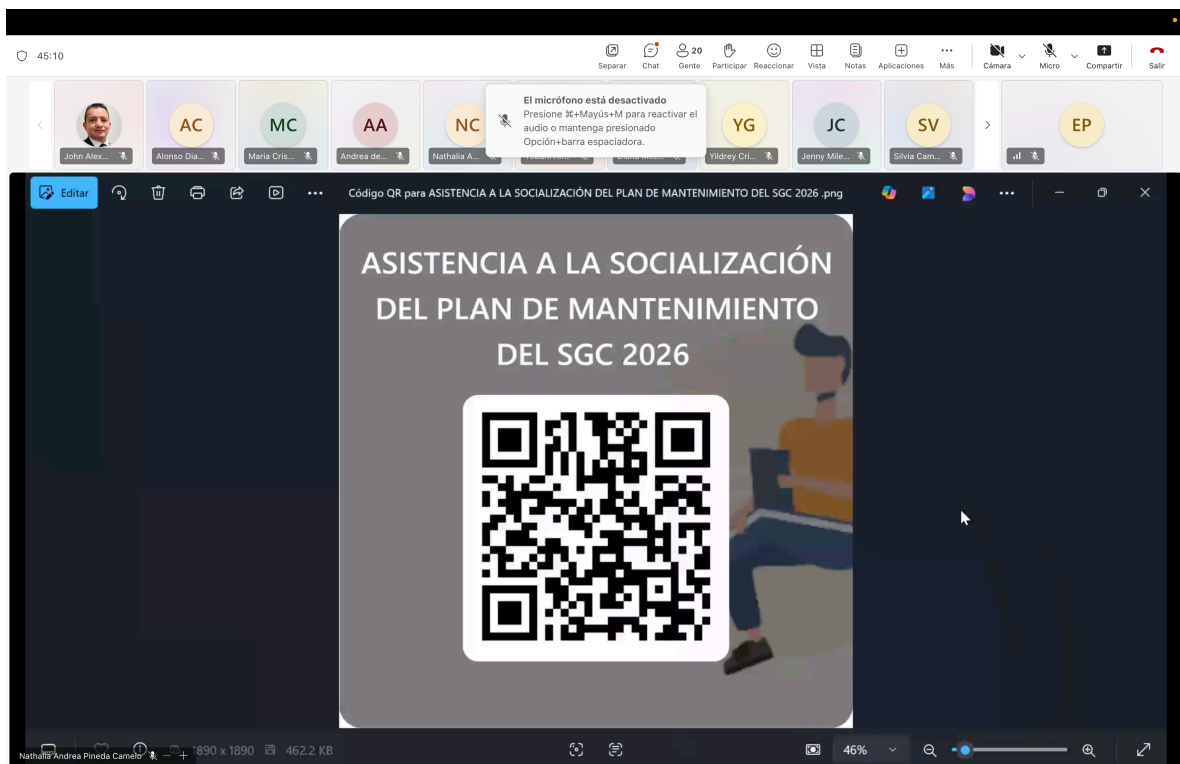 45:10
Separar
Chat
20
Gente
Participar
Reaccionar
Vista
Notas
Aplicaciones
Más
Cámara
Micro
Compartir
Salir
AC
MC
AA
NC
YG
JC
SV
EP
John Alex...
Alonso Dia...
Maria Cris...
Andrea de...
Nathalia A...
Yildrey Cri...
Jenny Mile...
Silvia Cam...
El micrófono está desactivado
Presione ⌘+Mayús+M para reactivar el
audio o mantenga presionado
Opción+barra espaciadora.
Editar
Código QR para ASISTENCIA A LA SOCIALIZACIÓN DEL PLAN DE MANTENIMIENTO DEL SGC 2026 .png
ASISTENCIA A LA SOCIALIZACIÓN
DEL PLAN DE MANTENIMIENTO
DEL SGC 2026
Nathalia Andrea Pineda Camelo
1890 x 1890
462.2 KB
46%